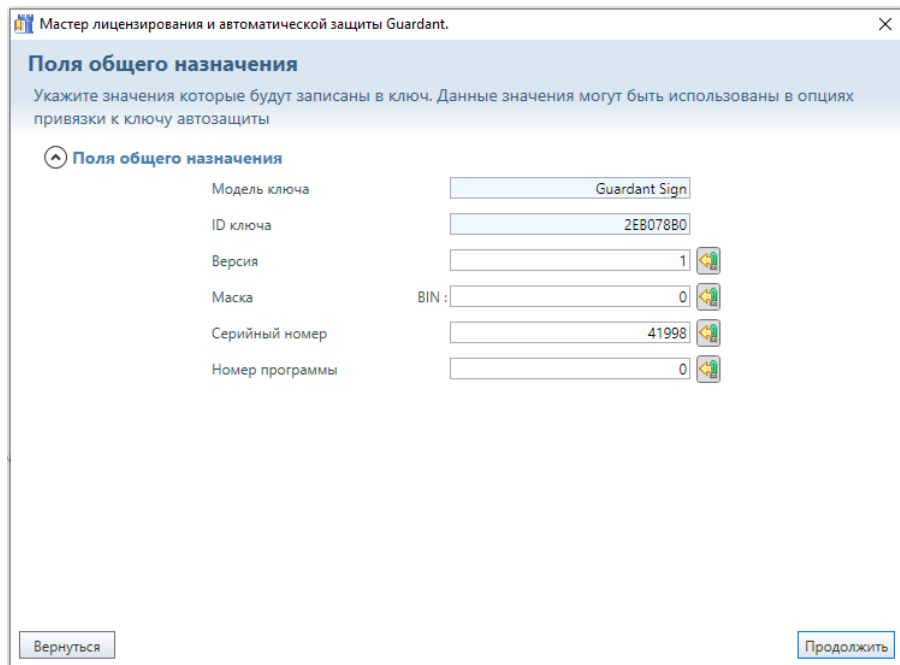 Мастер лицензирования и автоматической защиты Guardant.
Поля общего назначения
Укажите значения которые будут записаны в ключ. Данные значения могут быть использованы в опциях
привязки к ключу автозащиты
Поля общего назначения
Модель ключа Guardant Sign
ID ключа 2EB078B0
Версия 1
Маска BIN : 0
Серийный номер 41998
Номер программы 0
Вернуться Продолжить